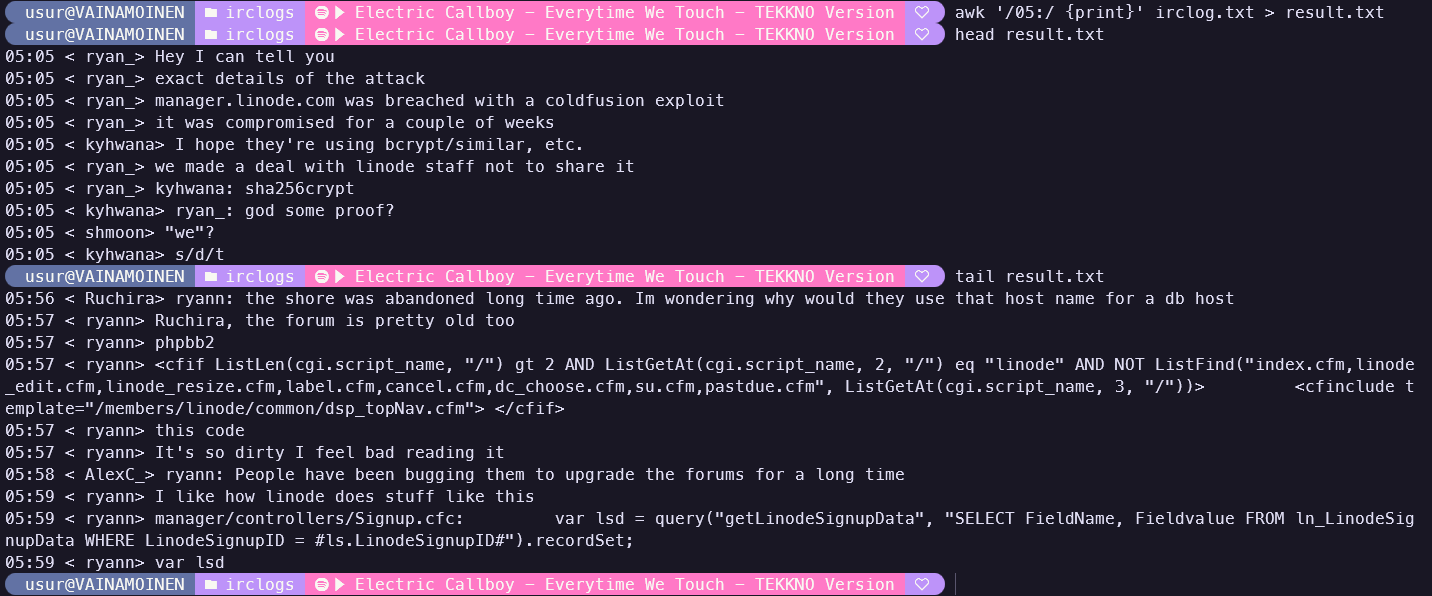 usur@VAINAMOINEN irclogs Electric Callboy – Everytime We Touch – TEKKNO Version awk '/05:/ {print}' irclog.txt > result.txt
usur@VAINAMOINEN irclogs Electric Callboy – Everytime We Touch – TEKKNO Version head result.txt
05:05 < ryan_> Hey I can tell you
05:05 < ryan_> exact details of the attack
05:05 < ryan_> manager.linode.com was breached with a coldfusion exploit
05:05 < ryan_> it was compromised for a couple of weeks
05:05 < kyhwana> I hope they're using bcrypt/similar, etc.
05:05 < ryan_> we made a deal with linode staff not to share it
05:05 < ryan_> kyhwana: sha256crypt
05:05 < kyhwana> ryan_: god some proof?
05:05 < shmoon> "we"?
05:05 < kyhwana> s/d/t
usur@VAINAMOINEN irclogs Electric Callboy – Everytime We Touch – TEKKNO Version tail result.txt
05:56 < Ruchira> ryann: the shore was abandoned long time ago. Im wondering why would they use that host name for a db host
05:57 < ryann> Ruchira, the forum is pretty old too
05:57 < ryann> phpbb2
05:57 < ryann> <cfif ListLen(cgi.script_name, "/") gt 2 AND ListGetAt(cgi.script_name, 2, "/") eq "linode" AND NOT ListFind("index.cfm,linode
_edit.cfm,linode_resize.cfm,label.cfm,cancel.cfm,dc_choose.cfm,su.cfm,pastdue.cfm", ListGetAt(cgi.script_name, 3, "/"))>         <cfinclude t
emplate="/members/linode/common/dsp_topNav.cfm"> </cfif>
05:57 < ryann> this code
05:57 < ryann> It's so dirty I feel bad reading it
05:58 < AlexC_> ryann: People have been bugging them to upgrade the forums for a long time
05:59 < ryann> I like how linode does stuff like this
05:59 < ryann> manager/controllers/Signup.cfc:         var lsd = query("getLinodeSignupData", "SELECT FieldName, Fieldvalue FROM ln_LinodeSig
nupData WHERE LinodeSignupID = #ls.LinodeSignupID#").recordSet;
05:59 < ryann> var lsd
usur@VAINAMOINEN irclogs Electric Callboy – Everytime We Touch – TEKKNO Version